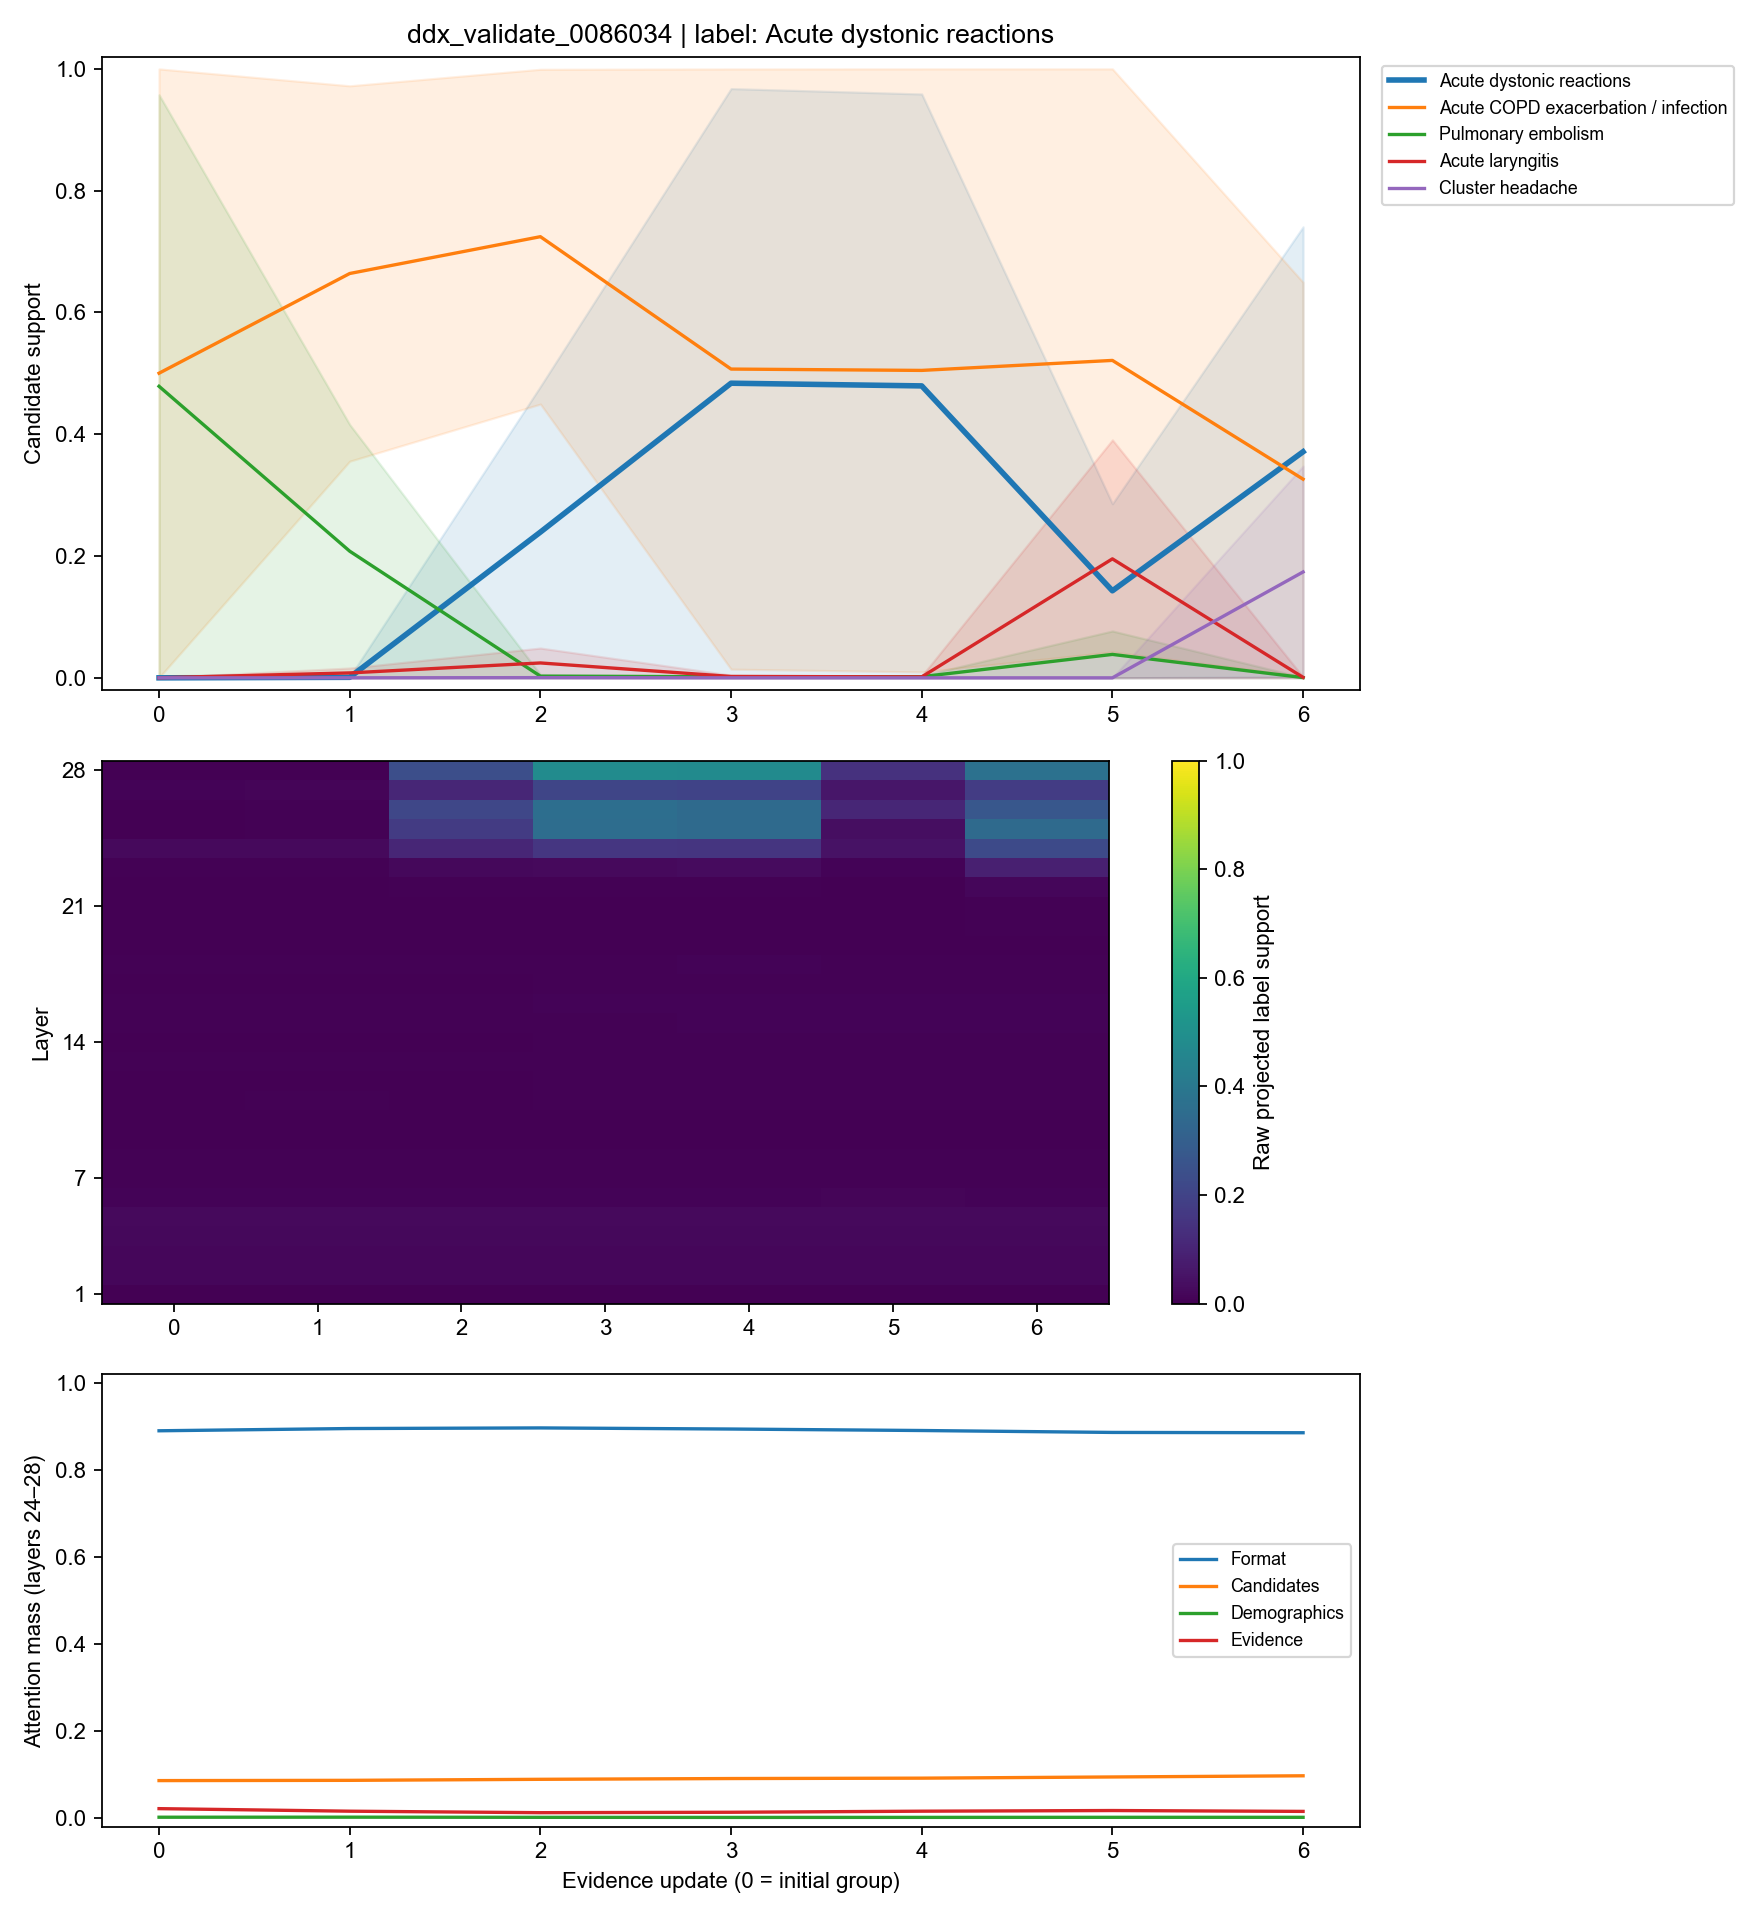 ddx_validate_0086034 | label: Acute dystonic reactions
Candidate support
1.0
0.8
0.6
0.4
0.2
0.0
0 1 2 3 4 5 6
Acute dystonic reactions
Acute COPD exacerbation / infection
Pulmonary embolism
Acute laryngitis
Cluster headache
Layer
28
21
14
7
1
0 1 2 3 4 5 6
1.0
0.8
0.6
0.4
0.2
0.0
Raw projected label support
Attention mass (layers 24–28)
1.0
0.8
0.6
0.4
0.2
0.0
Format
Candidates
Demographics
Evidence
0 1 2 3 4 5 6
Evidence update (0 = initial group)